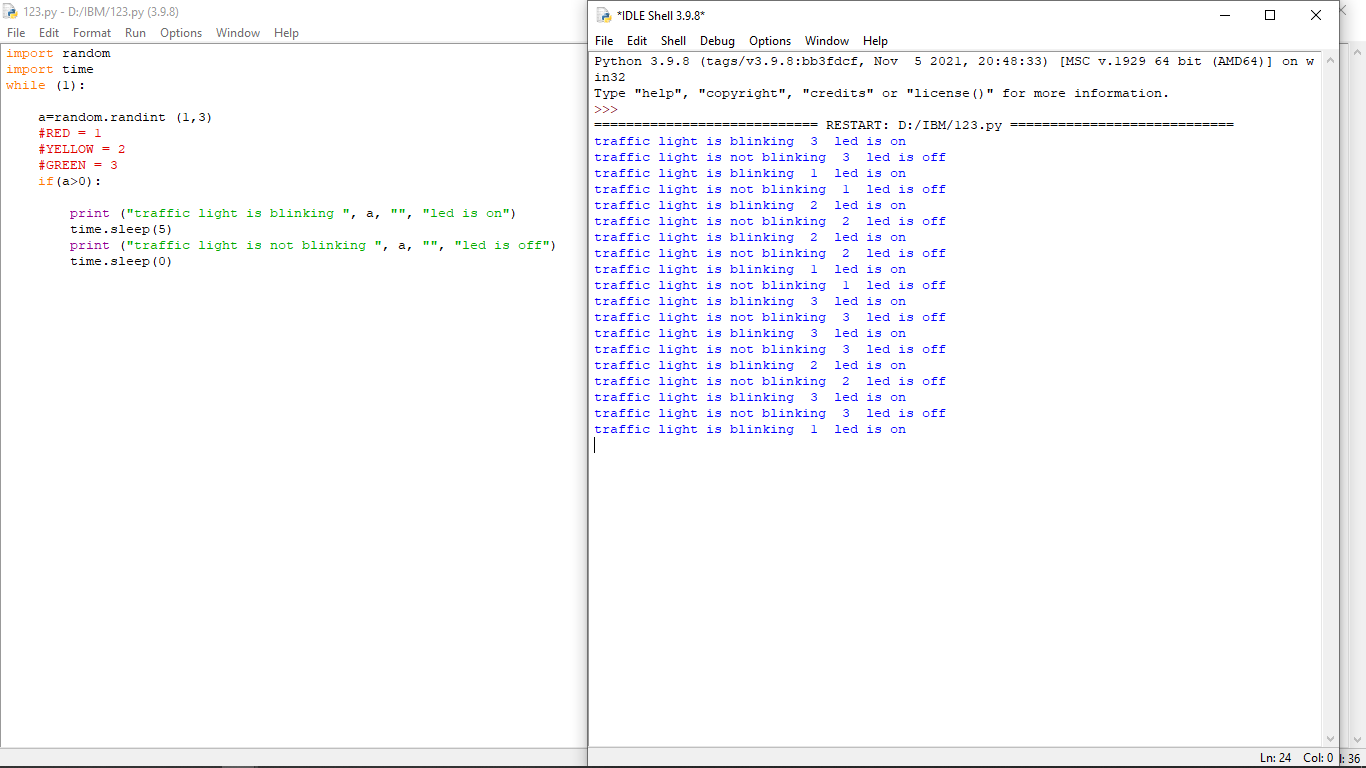 123.py - D:/IBM/123.py (3.9.8)
File Edit Format Run Options Window Help
import random
import time
while (1):
    a=random.randint (1,3)
    #RED = 1
    #YELLOW = 2
    #GREEN = 3
    if(a>0):
        print ("traffic light is blinking ", a, "", "led is on")
        time.sleep(5)
        print ("traffic light is not blinking ", a, "", "led is off")
        time.sleep(0)
*IDLE Shell 3.9.8*
File Edit Shell Debug Options Window Help
Python 3.9.8 (tags/v3.9.8:bb3fdcf, Nov  5 2021, 20:48:33) [MSC v.1929 64 bit (AMD64)] on w
in32
Type "help", "copyright", "credits" or "license()" for more information.
>>>
============================ RESTART: D:/IBM/123.py ============================
traffic light is blinking  3  led is on
traffic light is not blinking  3  led is off
traffic light is blinking  1  led is on
traffic light is not blinking  1  led is off
traffic light is blinking  2  led is on
traffic light is not blinking  2  led is off
traffic light is blinking  2  led is on
traffic light is not blinking  2  led is off
traffic light is blinking  1  led is on
traffic light is not blinking  1  led is off
traffic light is blinking  3  led is on
traffic light is not blinking  3  led is off
traffic light is blinking  3  led is on
traffic light is not blinking  3  led is off
traffic light is blinking  2  led is on
traffic light is not blinking  2  led is off
traffic light is blinking  3  led is on
traffic light is not blinking  3  led is off
traffic light is blinking  1  led is on
Ln: 24 Col: 0
: 36